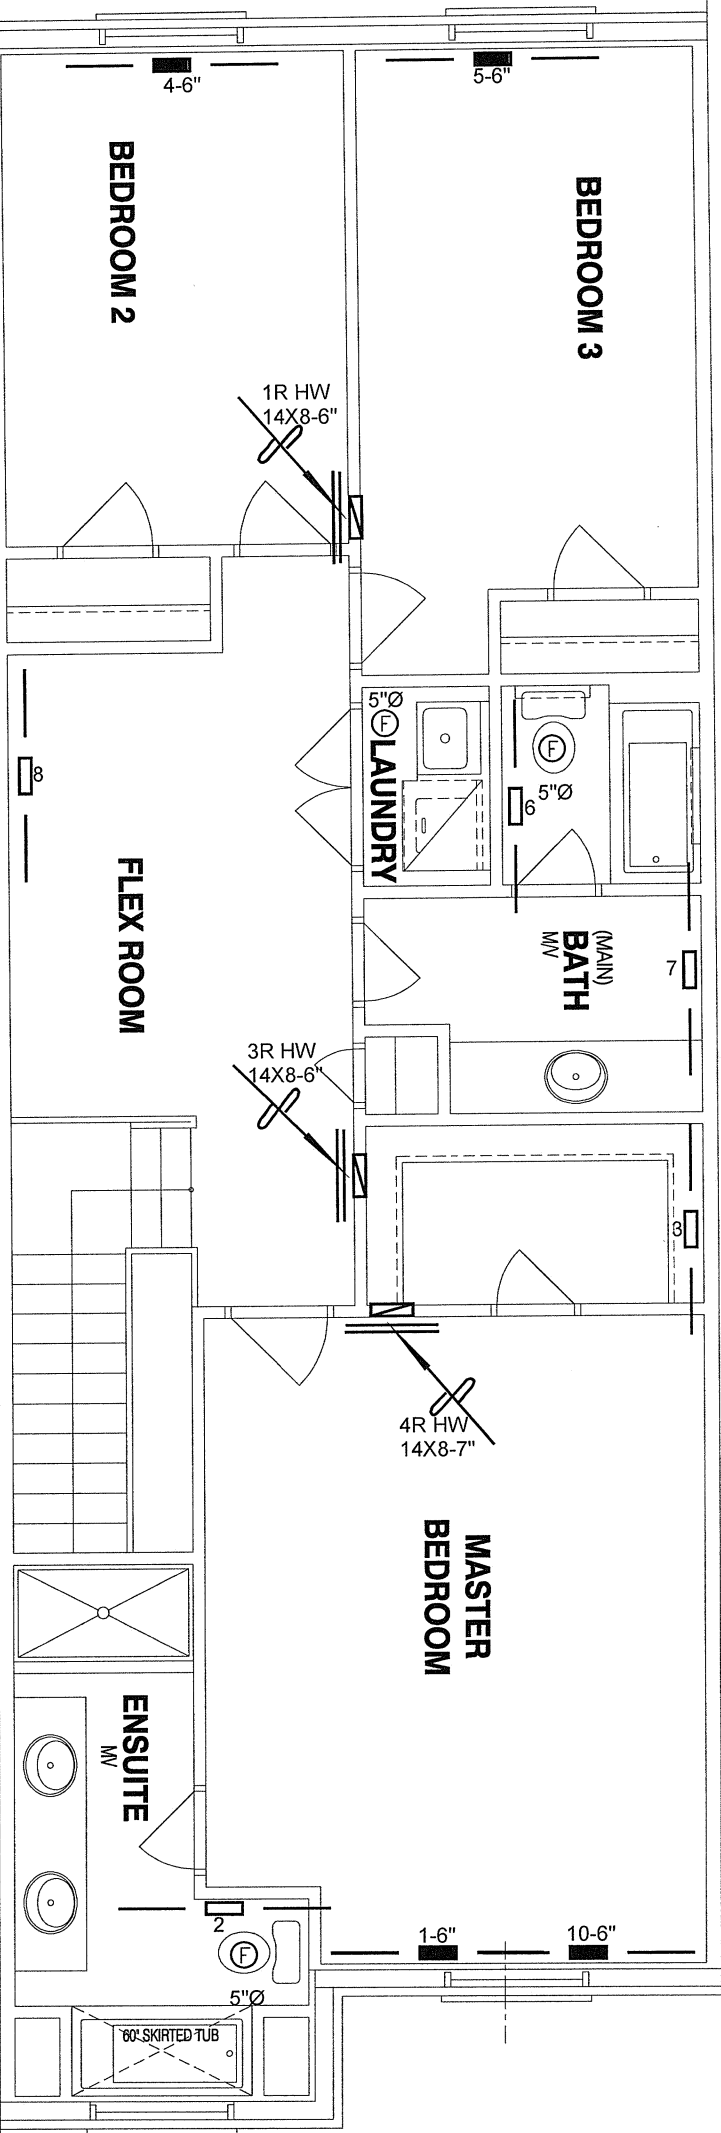 4-6"
5-6"
BEDROOM 2
BEDROOM 3
1R HW
14X8-6"
5"Ø
F
LAUNDRY
F
5"Ø
6
8
FLEX ROOM
(MAIN)
BATH
M/V
7
3R HW
14X8-6"
3
4R HW
14X8-7"
MASTER
BEDROOM
ENSUITE
MV
2
F
5"Ø
1-6"
10-6"
60" SKIRTED TUB